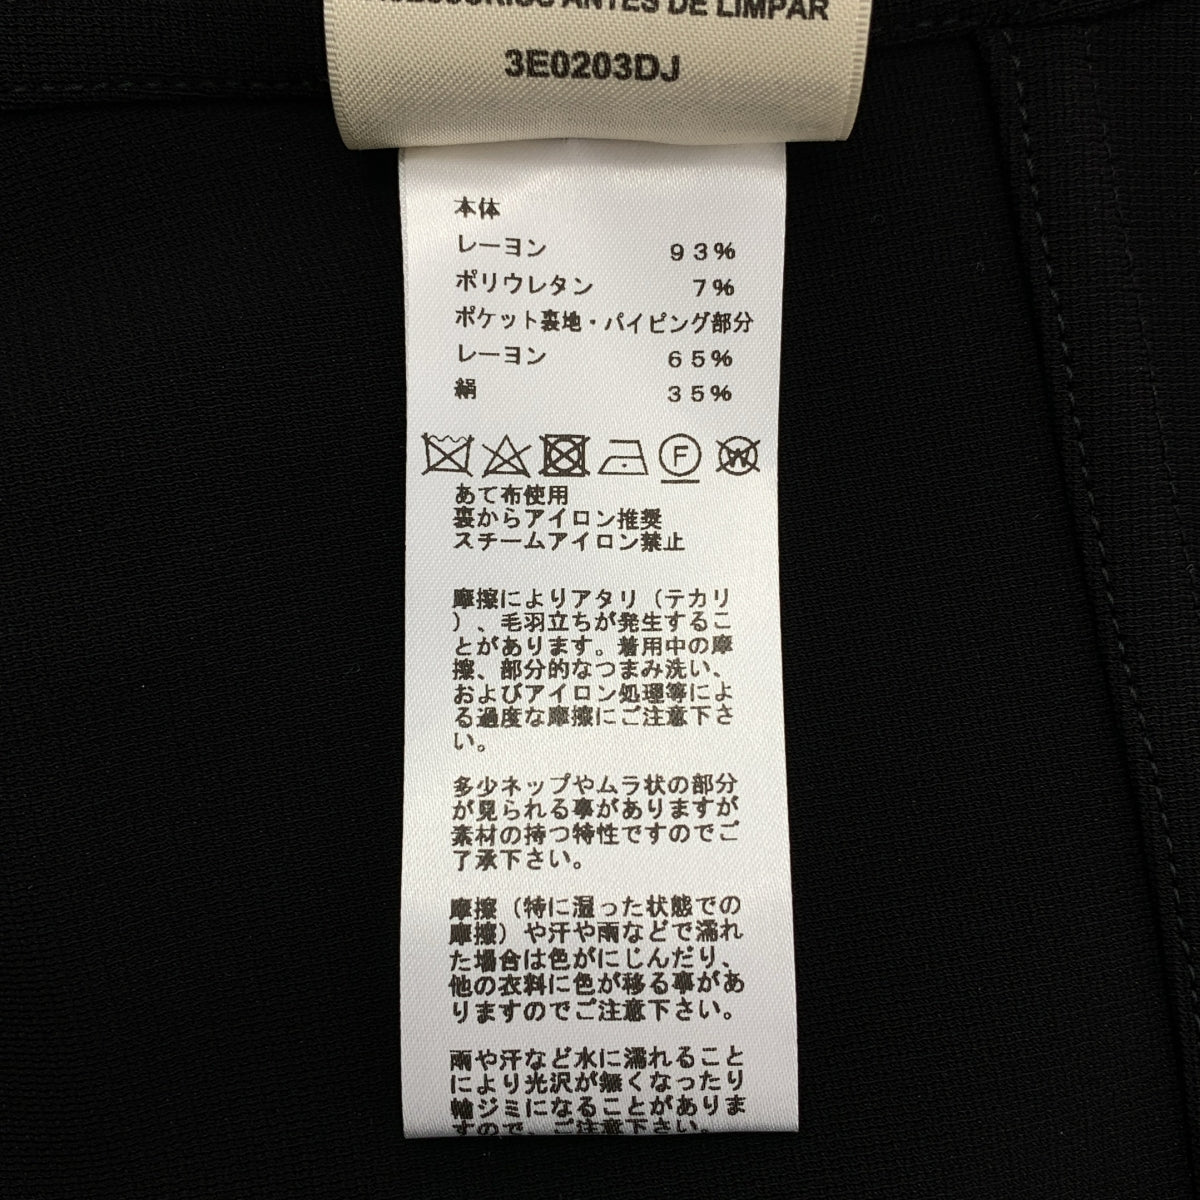 ANTES DE LIMPAR
3E0203DJ
本体
レーヨン 93%
ポリウレタン 7%
ポケット裏地・パイピング部分
レーヨン 65%
絹 35%
F W
あて布使用
裏からアイロン推奨
スチームアイロン禁止
摩擦によりアタリ(テカリ
)、毛羽立ちが発生するこ
とがあります。着用中の摩
擦、部分的なつまみ洗い、
およびアイロン処理等によ
る過度な摩擦にご注意下さ
い。
多少ネップやムラ状の部分
が見られる事がありますが
素材の持つ特性ですのでご
了承下さい。
摩擦(特に湿った状態での
摩擦)や汗や雨などで濡れ
た場合は色がにじんだり、
他の衣料に色が移る事があ
りますのでご注意下さい。
雨や汗など水に濡れること
により光沢が無くなったり
輪ジミになることがありま
すので、ご注意下さい。